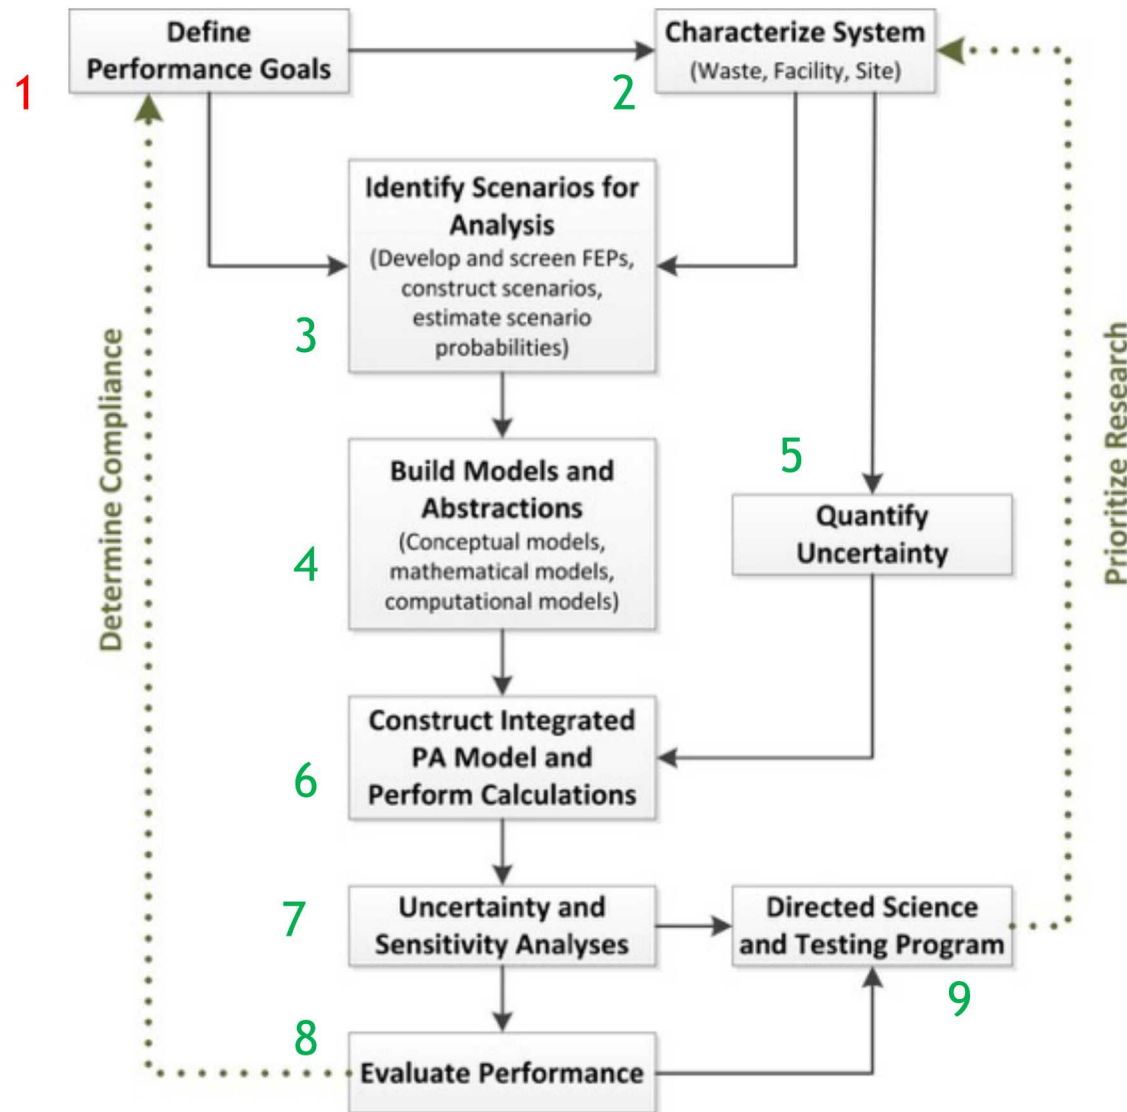 Define
Performance Goals
1
Characterize System
(Waste, Facility, Site)
2
Identify Scenarios for
Analysis
(Develop and screen FEPs,
construct scenarios,
estimate scenario
probabilities)
3
Build Models and
Abstractions
(Conceptual models,
mathematical models,
computational models)
4
5
Quantify
Uncertainty
Construct Integrated
PA Model and
Perform Calculations
6
Uncertainty and
Sensitivity Analyses
7
Directed Science
and Testing Program
9
8
Evaluate Performance
Determine Compliance
Prioritize Research